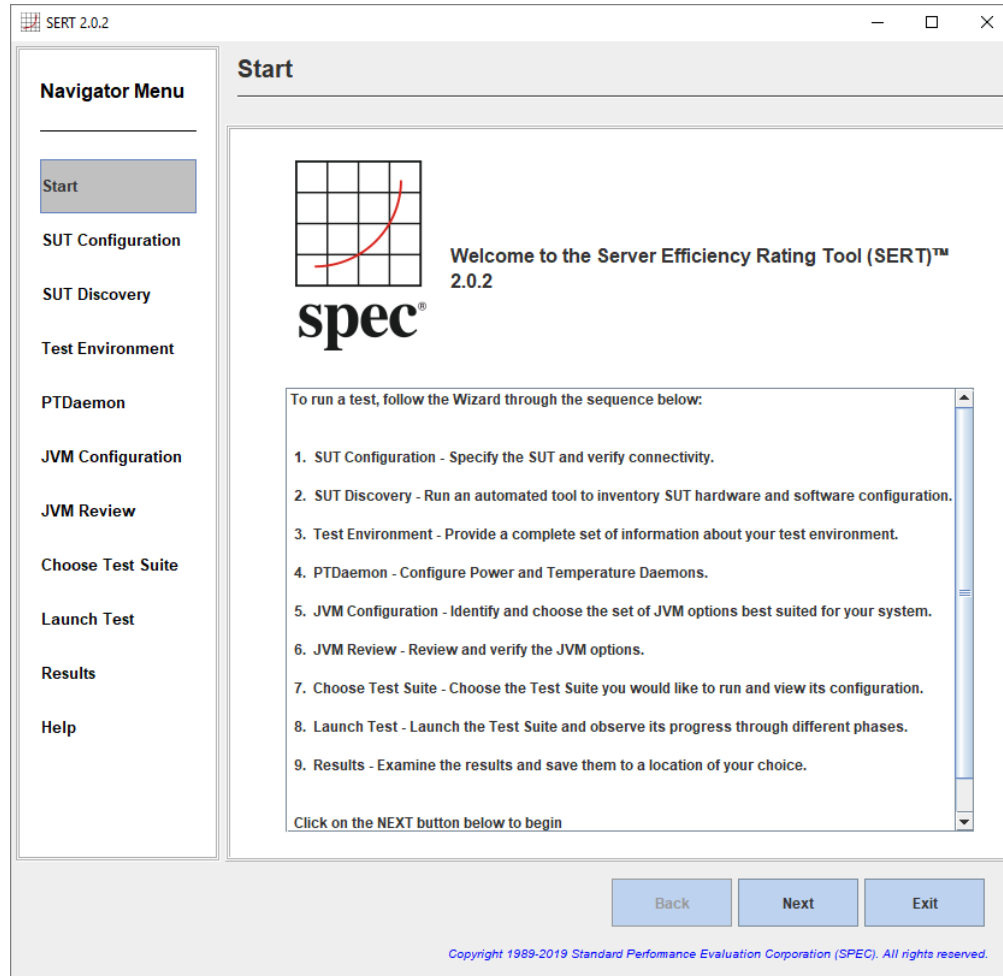 SERT 2.0.2
Start
Navigator Menu
Start
SUT Configuration
SUT Discovery
Test Environment
PTDaemon
JVM Configuration
JVM Review
Choose Test Suite
Launch Test
Results
Help
spec®
Welcome to the Server Efficiency Rating Tool (SERT)™
2.0.2
To run a test, follow the Wizard through the sequence below:
1. SUT Configuration - Specify the SUT and verify connectivity.
2. SUT Discovery - Run an automated tool to inventory SUT hardware and software configuration.
3. Test Environment - Provide a complete set of information about your test environment.
4. PTDaemon - Configure Power and Temperature Daemons.
5. JVM Configuration - Identify and choose the set of JVM options best suited for your system.
6. JVM Review - Review and verify the JVM options.
7. Choose Test Suite - Choose the Test Suite you would like to run and view its configuration.
8. Launch Test - Launch the Test Suite and observe its progress through different phases.
9. Results - Examine the results and save them to a location of your choice.
Click on the NEXT button below to begin
Back
Next
Exit
Copyright 1989-2019 Standard Perfomance Evaluation Corporation (SPEC). All rights reserved.